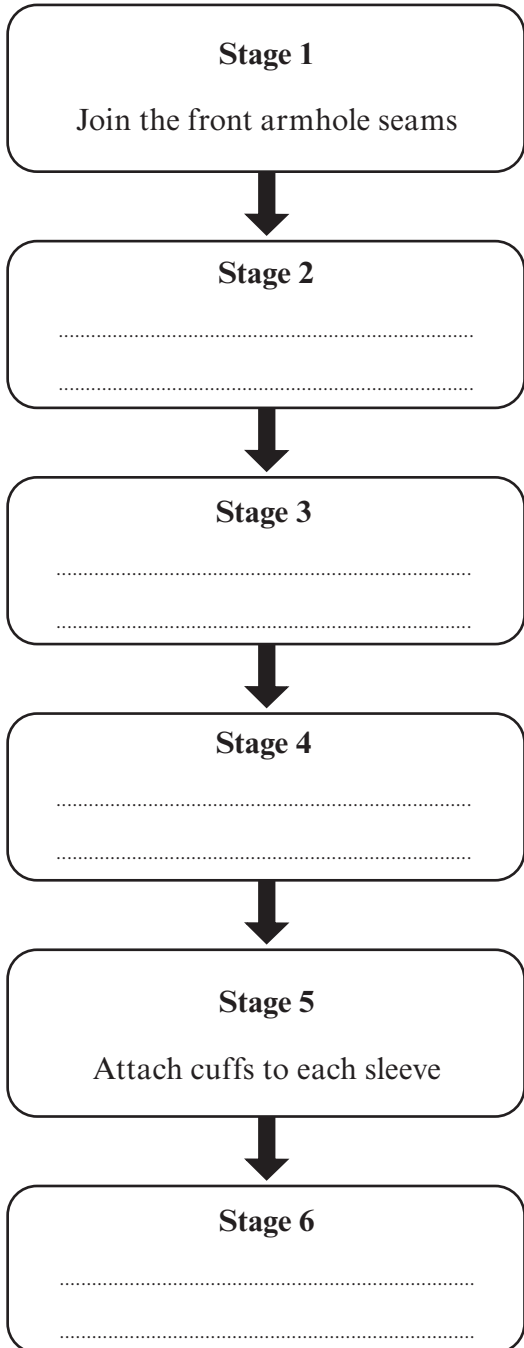 Stage 1
Join the front armhole seams
Stage 2
Stage 3
Stage 4
Stage 5
Attach cuffs to each sleeve
Stage 6